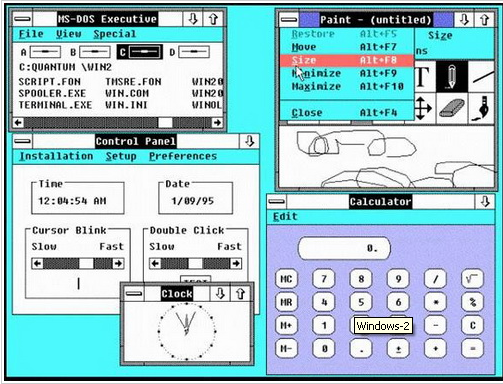 MS-DOS Executive
File View Special
A C D
C:QUANTUM \WIN2
SCRIPT.FON TMSRE.FON WIN20
SPOOLER.EXE WIN.COM WIN20
TERMINAL.EXE WIN.INI WINOL
Paint - (untitled)
Restore Alt+F5
Move Alt+F7
Size Alt+F8
Minimize Alt+F9
Maximize Alt+F10
Close Alt+F4
Size
ns
T
Control Panel
Installation Setup Preferences
Time
12:04:54 AM
Date
1/09/95
Cursor Blink
Slow Fast
Double Click
Slow Fast
Clock
Calculator
Edit
0.
MC 7 8 9 / √
MR 4 5 6 * %
M+ 1 - C
M- 0 . ± + =
Windows-2